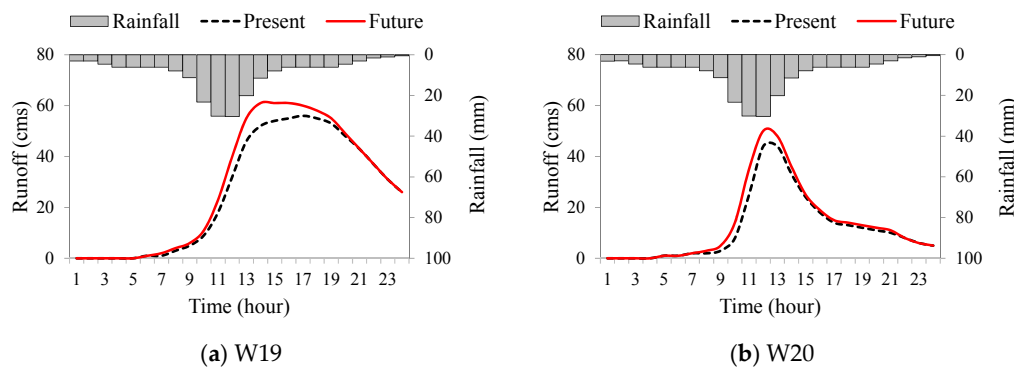 Rainfall Present Future
80 0
60 20
40 40
60
20 80
0 100
1 3 5 7 9 11 13 15 17 19 21 23
Runoff (cms)
Rainfall (mm)
Time (hour)
(a) W19
Rainfall Present Future
80 0
60 20
40 40
60
20 80
0 100
1 3 5 7 9 11 13 15 17 19 21 23
Runoff (cms)
Rainfall (mm)
Time (hour)
(b) W20